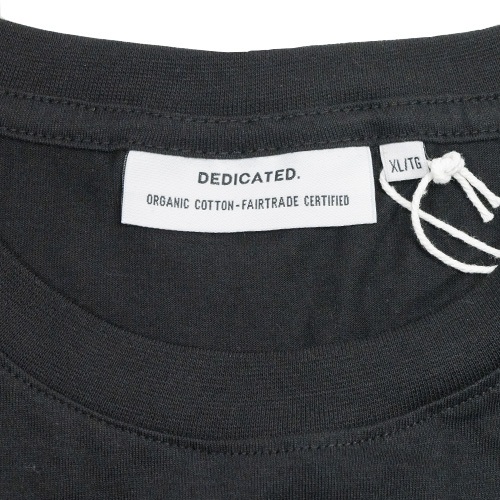 DEDICATED.
ORGANIC COTTON-FAIRTRADE CERTIFIED
XL/TG